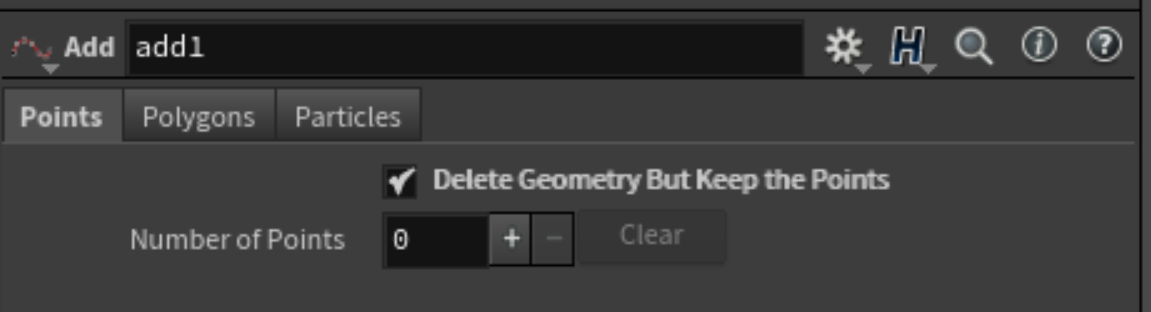 Add add1
Points Polygons Particles
Delete Geometry But Keep the Points
Number of Points 0 + − Clear